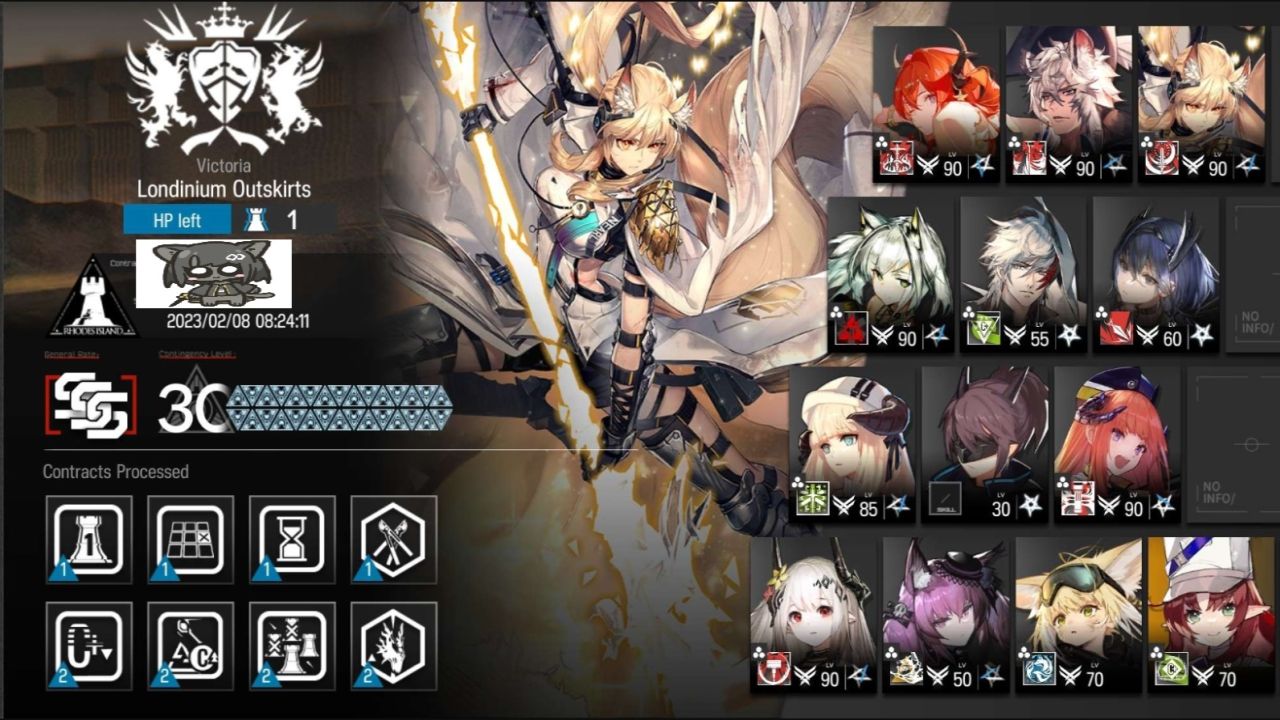 Victoria
Londinium Outskirts
HP left 1
Contra
RHODES ISLAND
2023/02/08 08:24:11
General Rate:
Contingency Level:
SSS
30
Contracts Processed
1
1 1 1 1
2 2 2 2
LV 90
LV 90
LV 90
LV 90
LV 55
LV 60
NO INFO/
LV 85
SKILL
LV 30
LV 90
NO INFO/
LV 90
LV 50
LV 70
LV 70